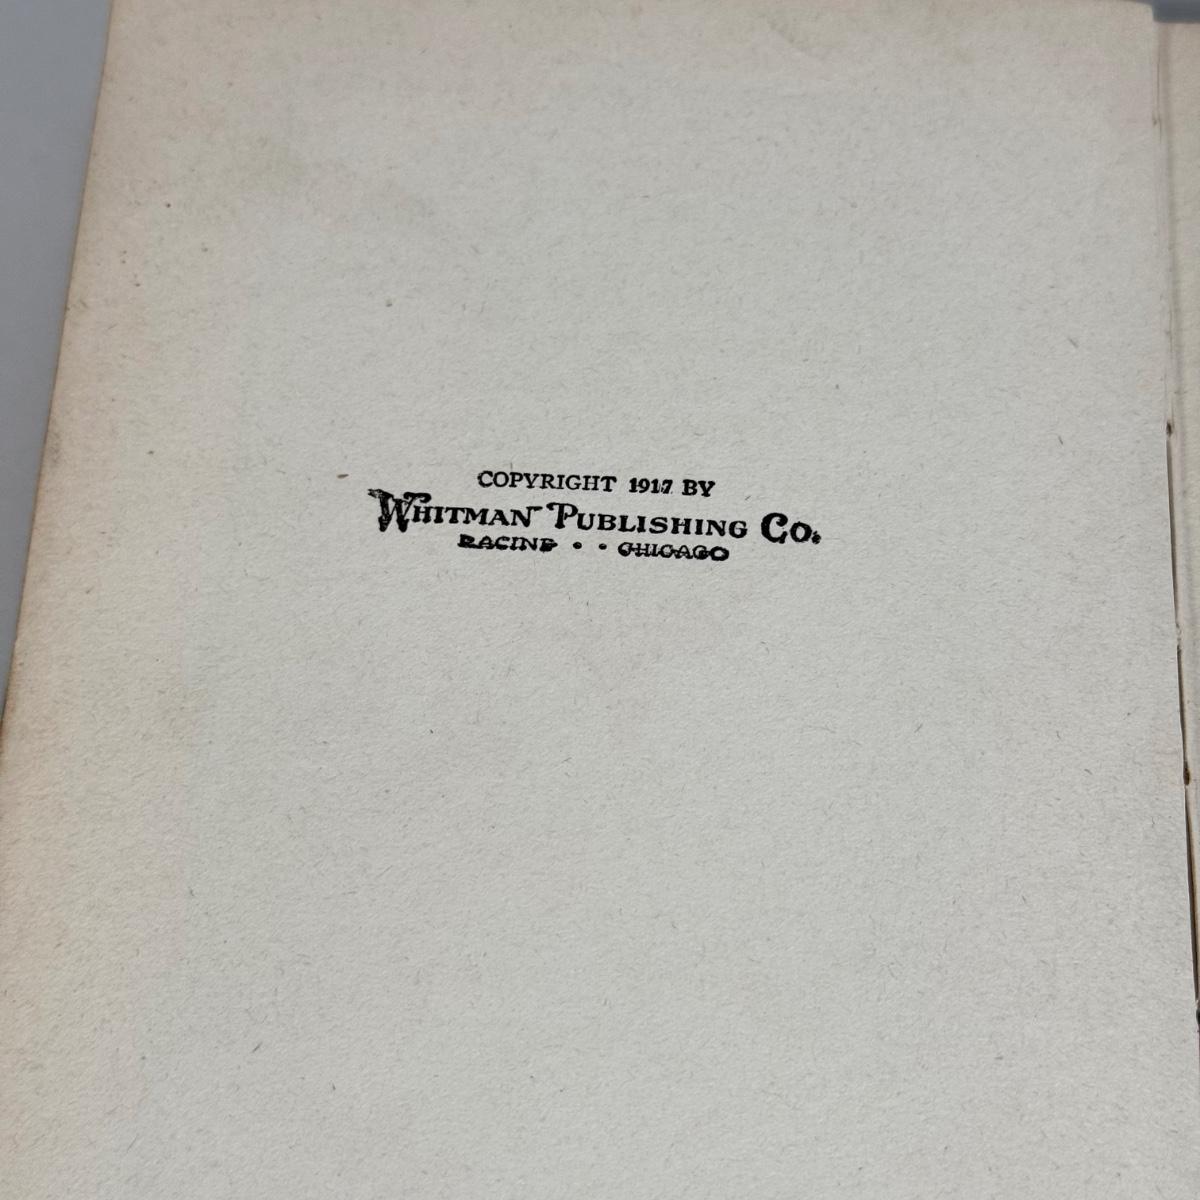 COPYRIGHT 1917 BY
WHITMAN PUBLISHING CO.
RACINE • • CHICAGO